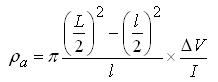 ρₐ = π ((L/2)² − (l/2)²)/l × ΔV/I